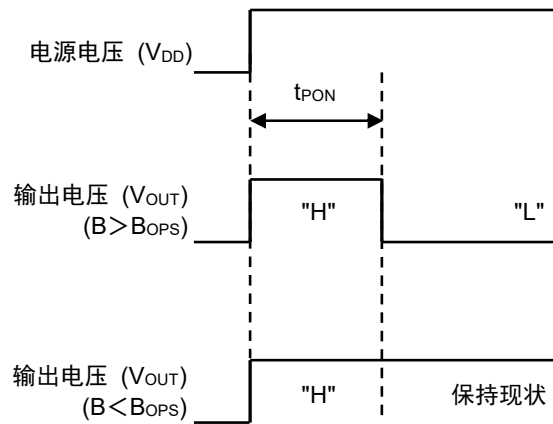 电源电压 (VDD)
tPON
输出电压 (VOUT)
(B＞BOPS)
"H"
"L"
输出电压 (VOUT)
(B＜BOPS)
"H"
保持现状